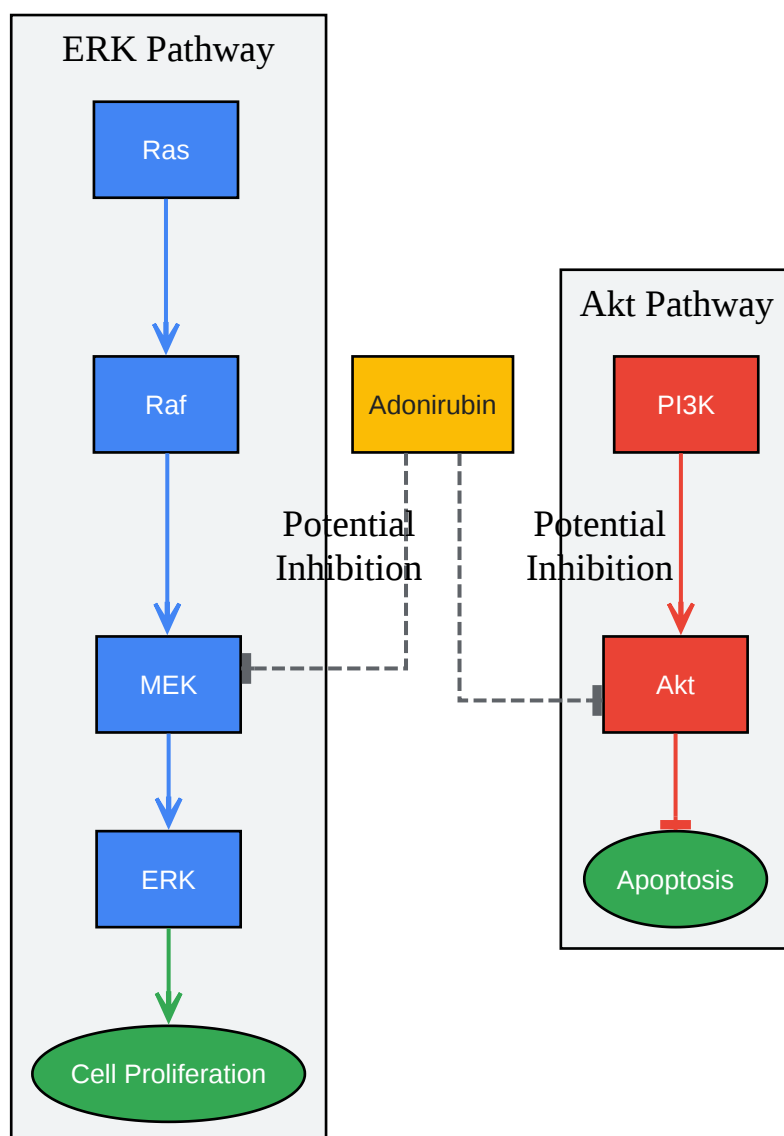 ERK Pathway
Ras
Akt Pathway
Raf
Adonirubin
PI3K
Potential
Inhibition
Potential
Inhibition
MEK
Akt
ERK
Apoptosis
Cell Proliferation